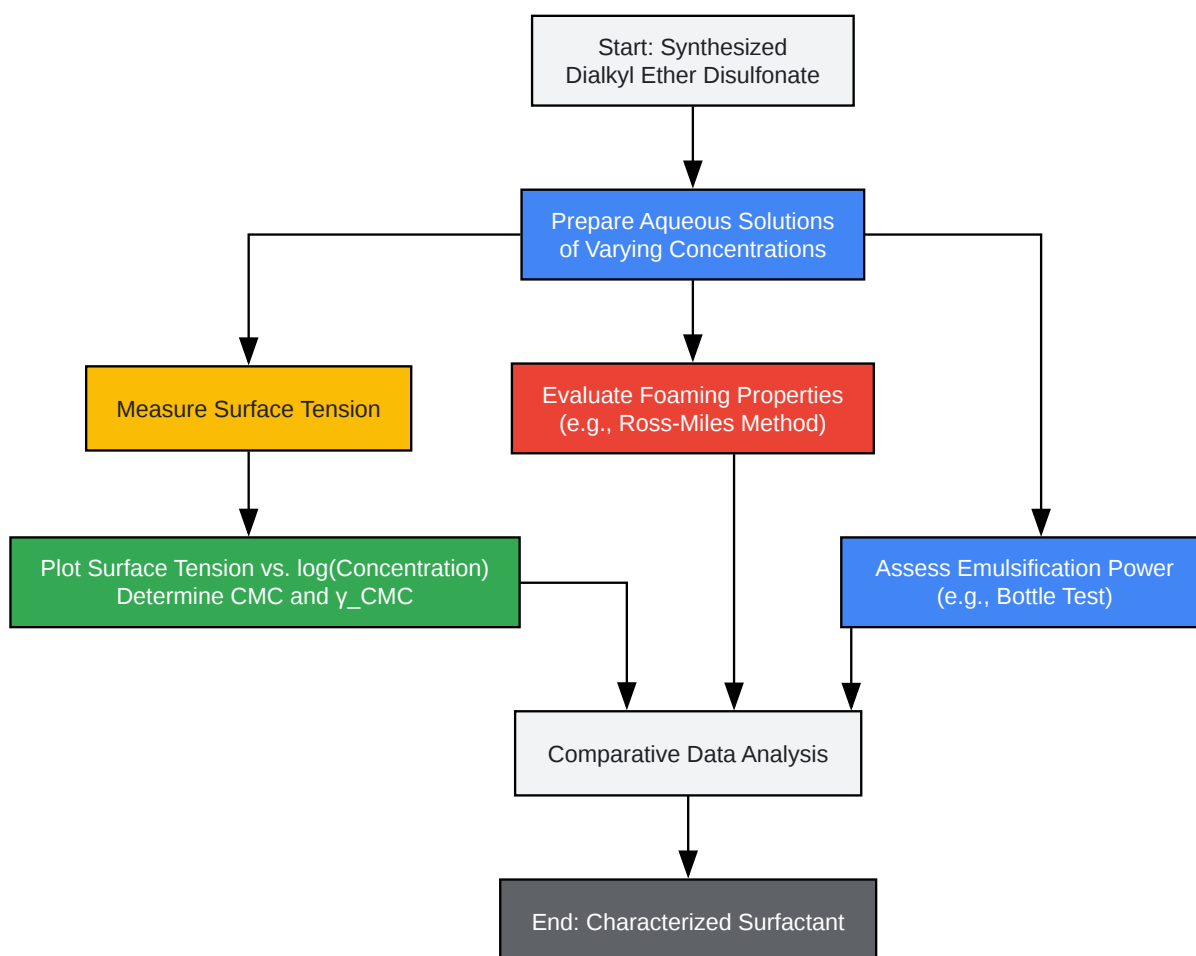 Start: Synthesized
Dialkyl Ether Disulfonate
Prepare Aqueous Solutions
of Varying Concentrations
Measure Surface Tension
Evaluate Foaming Properties
(e.g., Ross-Miles Method)
Plot Surface Tension vs. log(Concentration)
Determine CMC and γ_CMC
Assess Emulsification Power
(e.g., Bottle Test)
Comparative Data Analysis
End: Characterized Surfactant